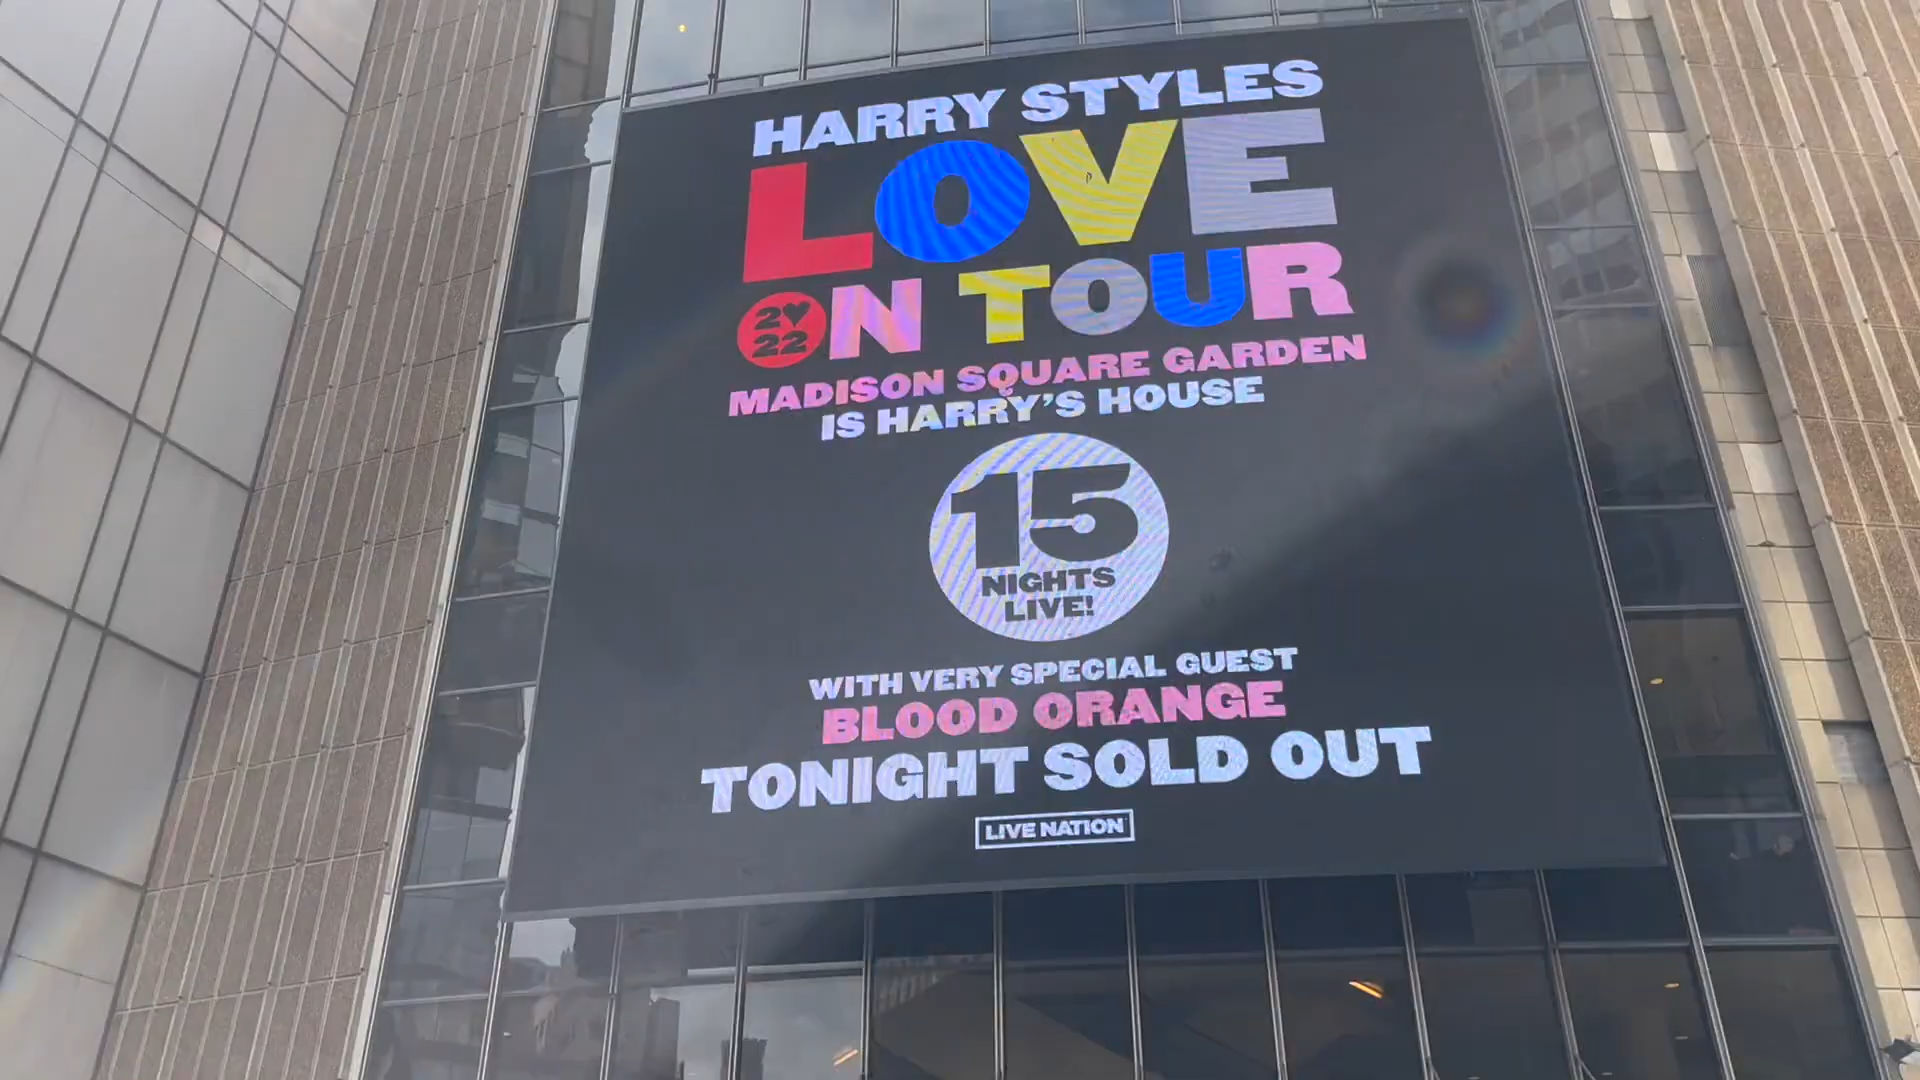 HARRY STYLES
LOVE
2♥22 ON TOUR
MADISON SQUARE GARDEN
IS HARRY'S HOUSE
15
NIGHTS
LIVE!
WITH VERY SPECIAL GUEST
BLOOD ORANGE
TONIGHT SOLD OUT
LIVE NATION